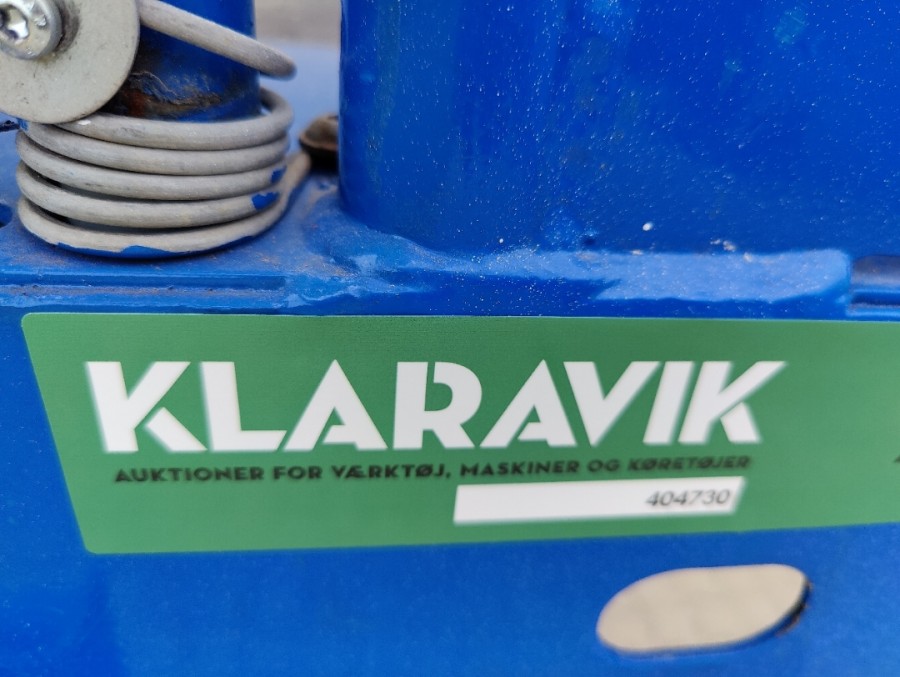 KLARAVIK
AUKTIONER FOR VÆRKTØJ, MASKINER OG KØRETØJER
404730